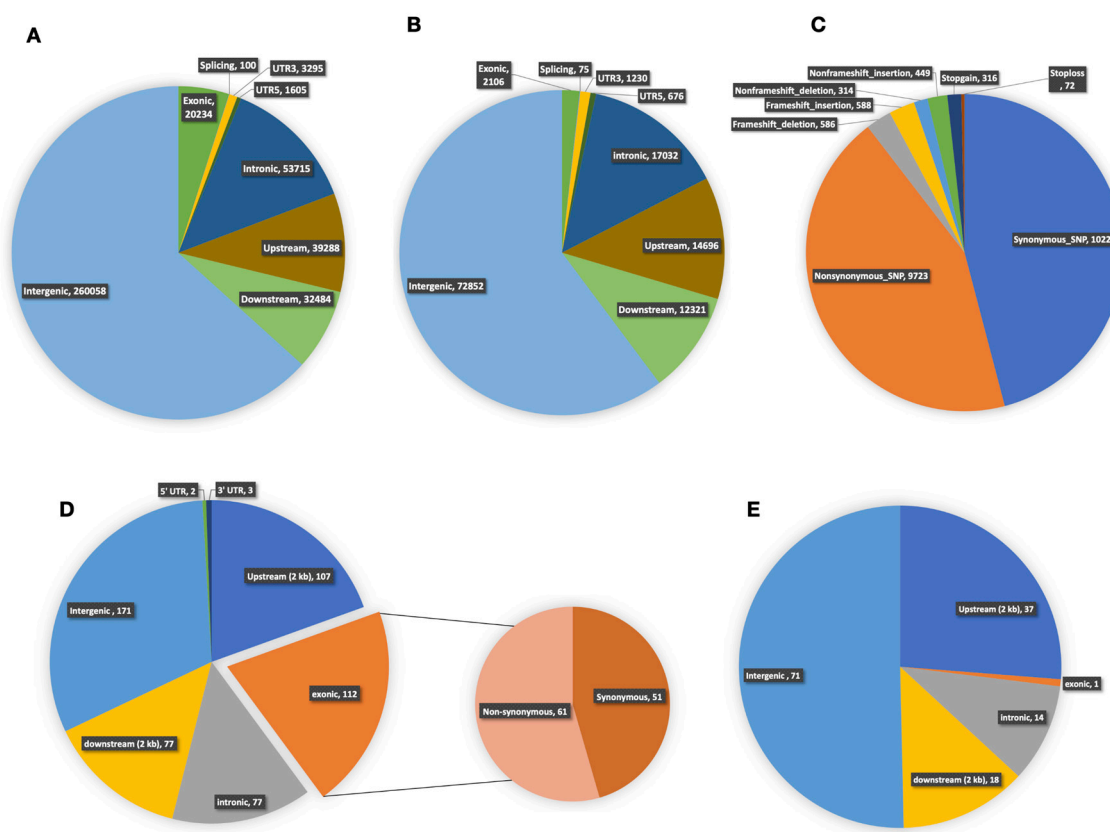 A
Splicing, 100
UTR3, 3295
UTR5, 1605
Exonic,
20234
Intronic, 53715
Upstream, 39288
Downstream, 32484
Intergenic, 260058
B
Exonic,
2106
Splicing, 75
UTR3, 1230
UTR5, 676
intronic, 17032
Upstream, 14696
Downstream, 12321
Intergenic, 72852
C
Nonframeshift_insertion, 449
Nonframeshift_deletion, 314
Frameshift_insertion, 588
Frameshift_deletion, 586
Stopgain, 316
Stoploss
, 72
Synonymous_SNP, 1022
Nonsynonymous_SNP, 9723
D
5' UTR, 2
3' UTR, 3
Upstream (2 kb), 107
Intergenic , 171
exonic, 112
downstream (2 kb), 77
intronic, 77
Non-synonymous, 61
Synonymous, 51
E
Upstream (2 kb), 37
exonic, 1
intronic, 14
downstream (2 kb), 18
Intergenic, 71